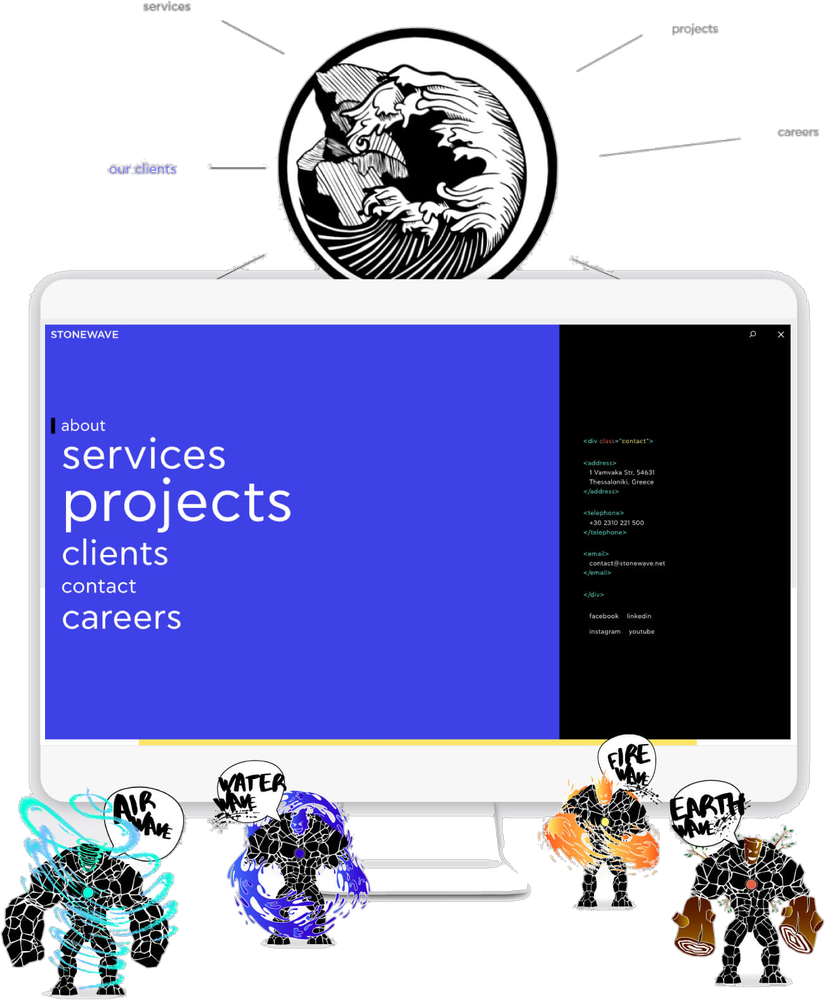 services
projects
careers
our clients
STONEWAVE
about
services
projects
clients
contact
careers
<div class="contact">
<address>
1 Vamvaka Str, 54631
Thessaloniki, Greece
</address>
<telephone>
+30 2310 221 500
</telephone>
<email>
contact@stonewave.net
</email>
</div>
facebook linkedin
instagram youtube
AIR
WAVE
WATER
WAVE
FIRE
WAVE
EARTH
WAVE